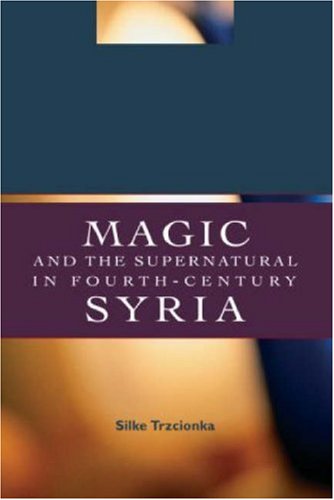 MAGIC
AND THE SUPERNATURAL
IN FOURTH-CENTURY
SYRIA
Silke Trzcionka